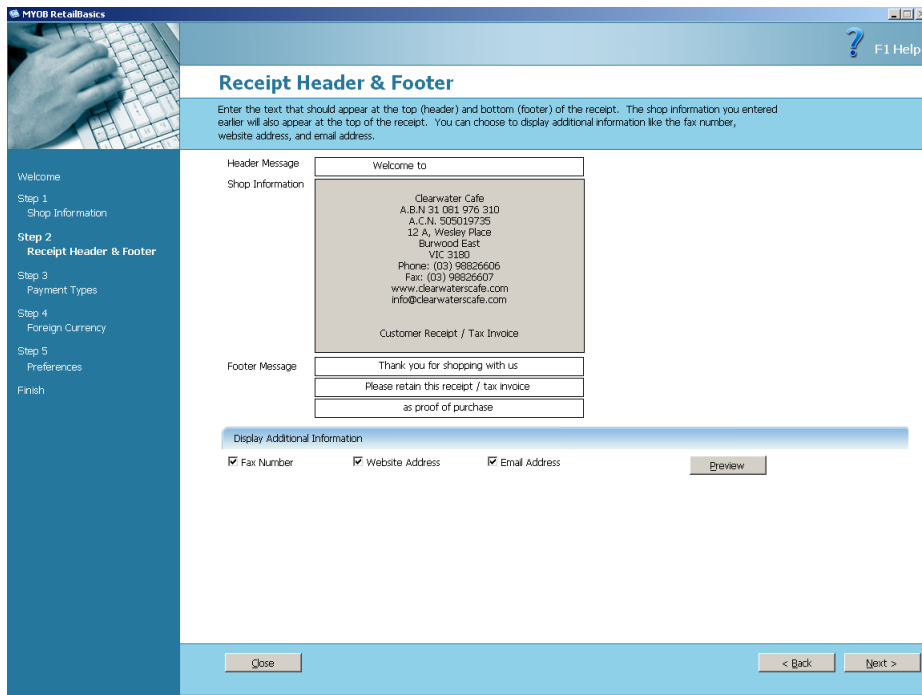 MYOB RetailBasics
F1 Help
Receipt Header & Footer
Enter the text that should appear at the top (header) and bottom (footer) of the receipt. The shop information you entered
earlier will also appear at the top of the receipt. You can choose to display additional information like the fax number,
website address, and email address.
Welcome
Step 1
Shop Information
Step 2
Receipt Header & Footer
Step 3
Payment Types
Step 4
Foreign Currency
Step 5
Preferences
Finish
Header Message
Welcome to
Shop Information
Clearwater Cafe
A.B.N 31 081 976 310
A.C.N. 505019735
12 A, Wesley Place
Burwood East
VIC 3180
Phone: (03) 98826606
Fax: (03) 98826607
www.clearwaterscafe.com
info@clearwaterscafe.com
Customer Receipt / Tax Invoice
Footer Message
Thank you for shopping with us
Please retain this receipt / tax invoice
as proof of purchase
Display Additional Information
Fax Number
Website Address
Email Address
Preview
Close
< Back
Next >